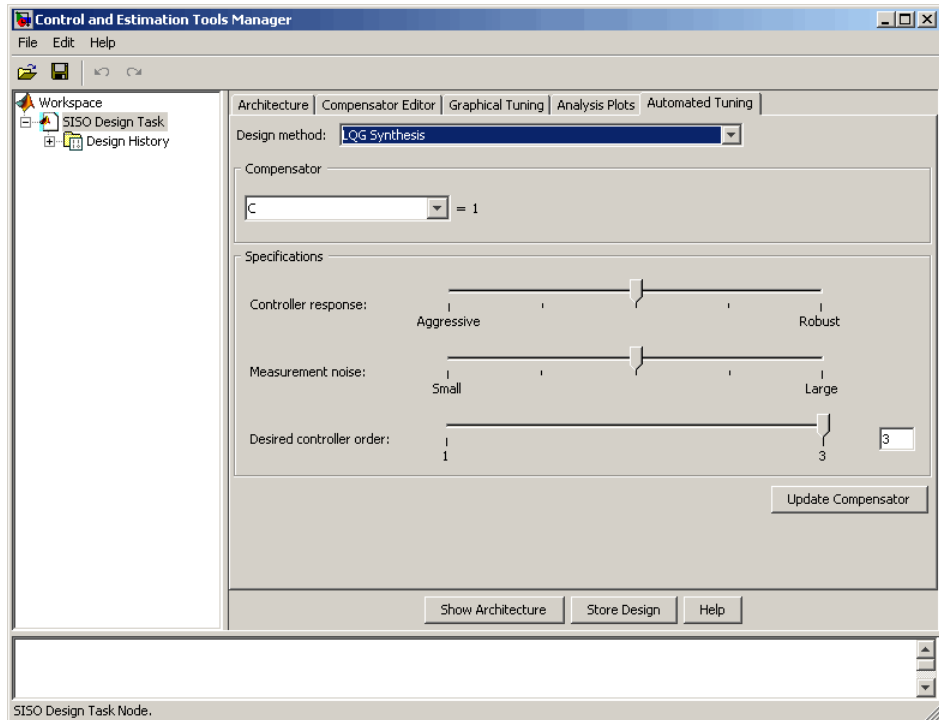 Control and Estimation Tools Manager
File Edit Help
Workspace
SISO Design Task
Design History
Architecture Compensator Editor Graphical Tuning Analysis Plots Automated Tuning
Design method: LQG Synthesis
Compensator
C = 1
Specifications
Controller response:
Aggressive Robust
Measurement noise:
Small Large
Desired controller order: 3
1 3
Update Compensator
Show Architecture Store Design Help
SISO Design Task Node.